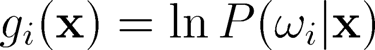 g_i(𝐱) = ln P(ω_i|𝐱)